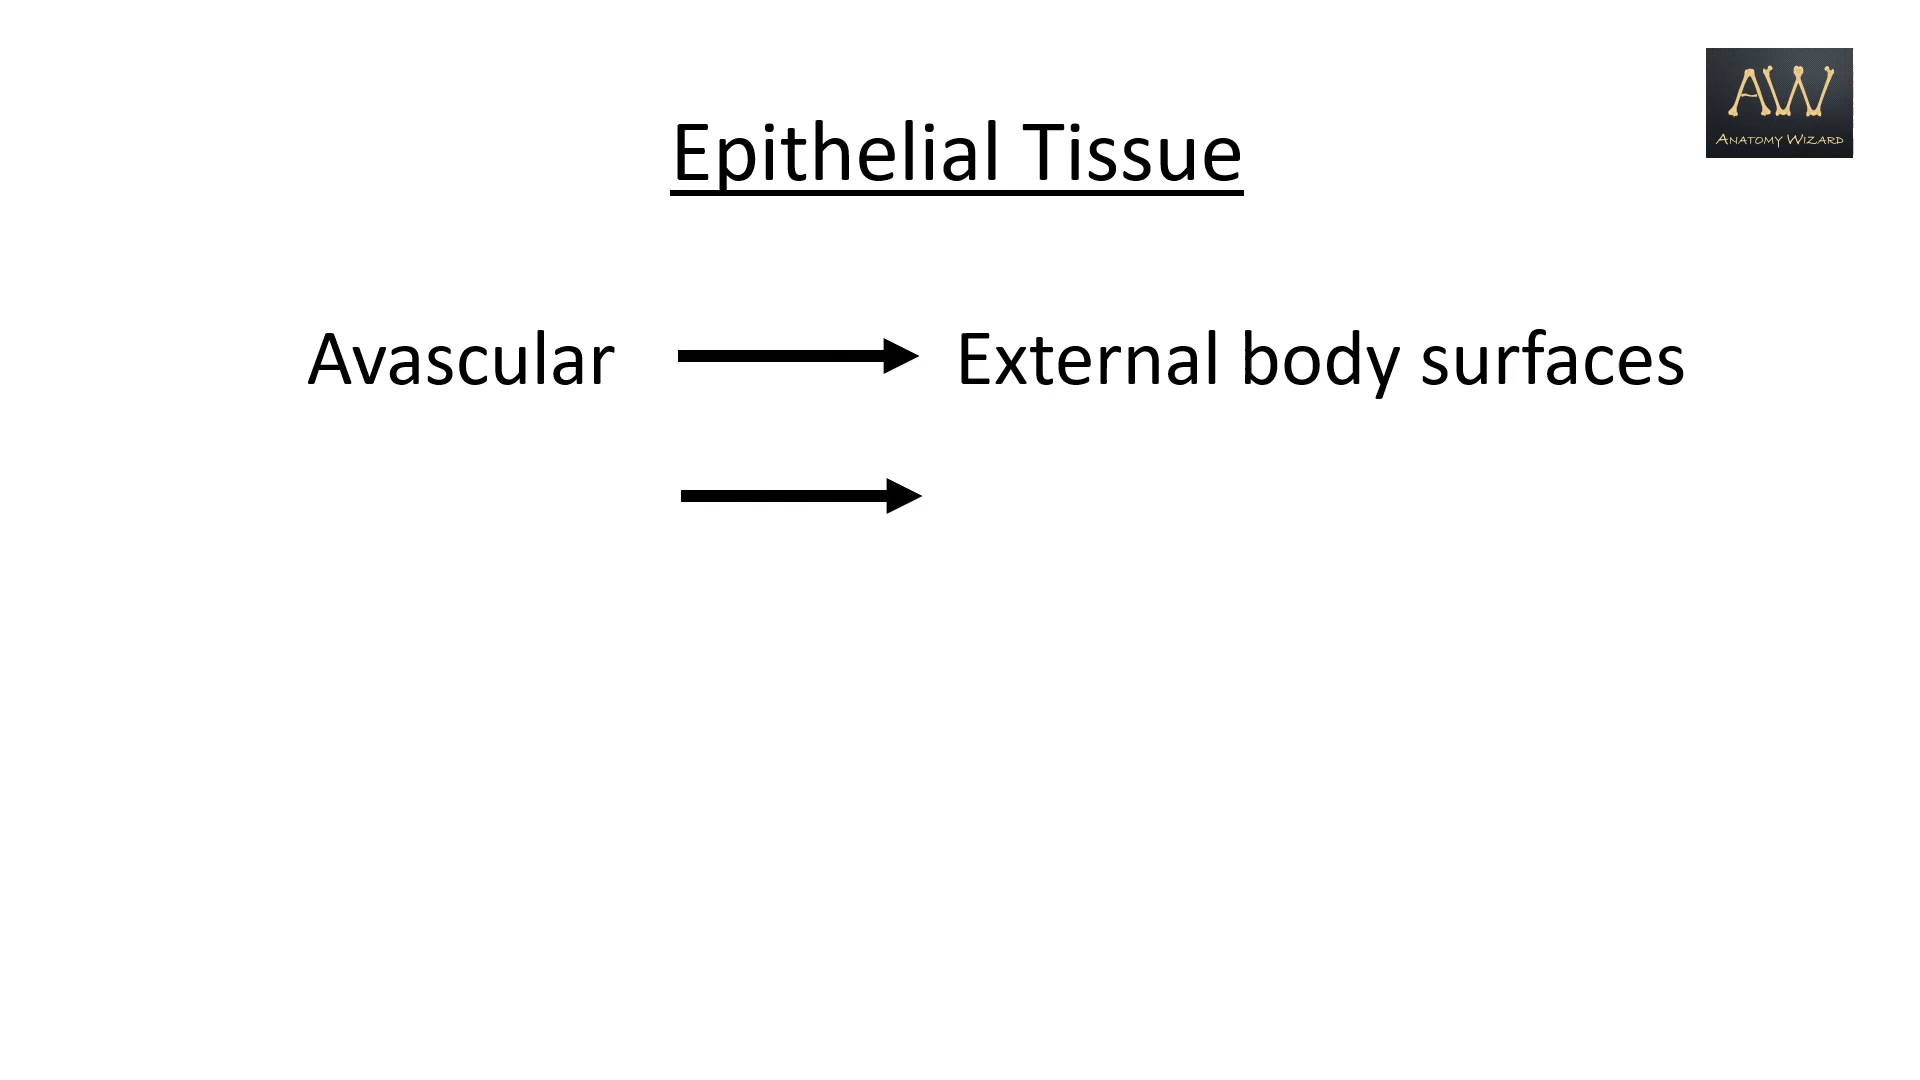 AW
Anatomy Wizard
Epithelial Tissue
Avascular
External body surfaces